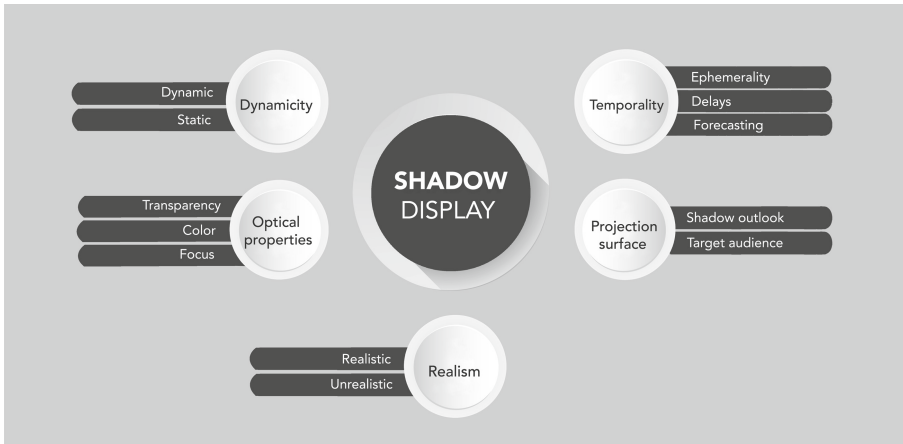 Dynamic
Static
Dynamicity
Transparency
Color
Focus
Optical
properties
SHADOW
DISPLAY
Temporality
Ephemerality
Delays
Forecasting
Projection
surface
Shadow outlook
Target audience
Realistic
Unrealistic
Realism